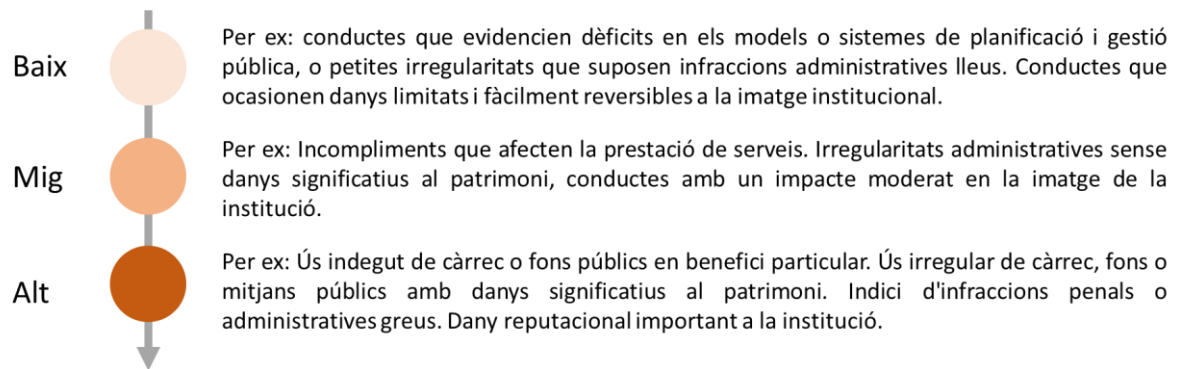 Baix
Per ex: conductes que evidencien dèficits en els models o sistemes de planificació i gestió
pública, o petites irregularitats que suposen infraccions administratives lleus. Conductes que
ocasionen danys limitats i fàcilment reversibles a la imatge institucional.
Mig
Per ex: Incompliments que afecten la prestació de serveis. Irregularitats administratives sense
danys significatius al patrimoni, conductes amb un impacte moderat en la imatge de la
institució.
Alt
Per ex: Ús indegut de càrrec o fons públics en benefici particular. Ús irregular de càrrec, fons o
mitjans públics amb danys significatius al patrimoni. Indici d'infraccions penals o
administratives greus. Dany reputacional important a la institució.